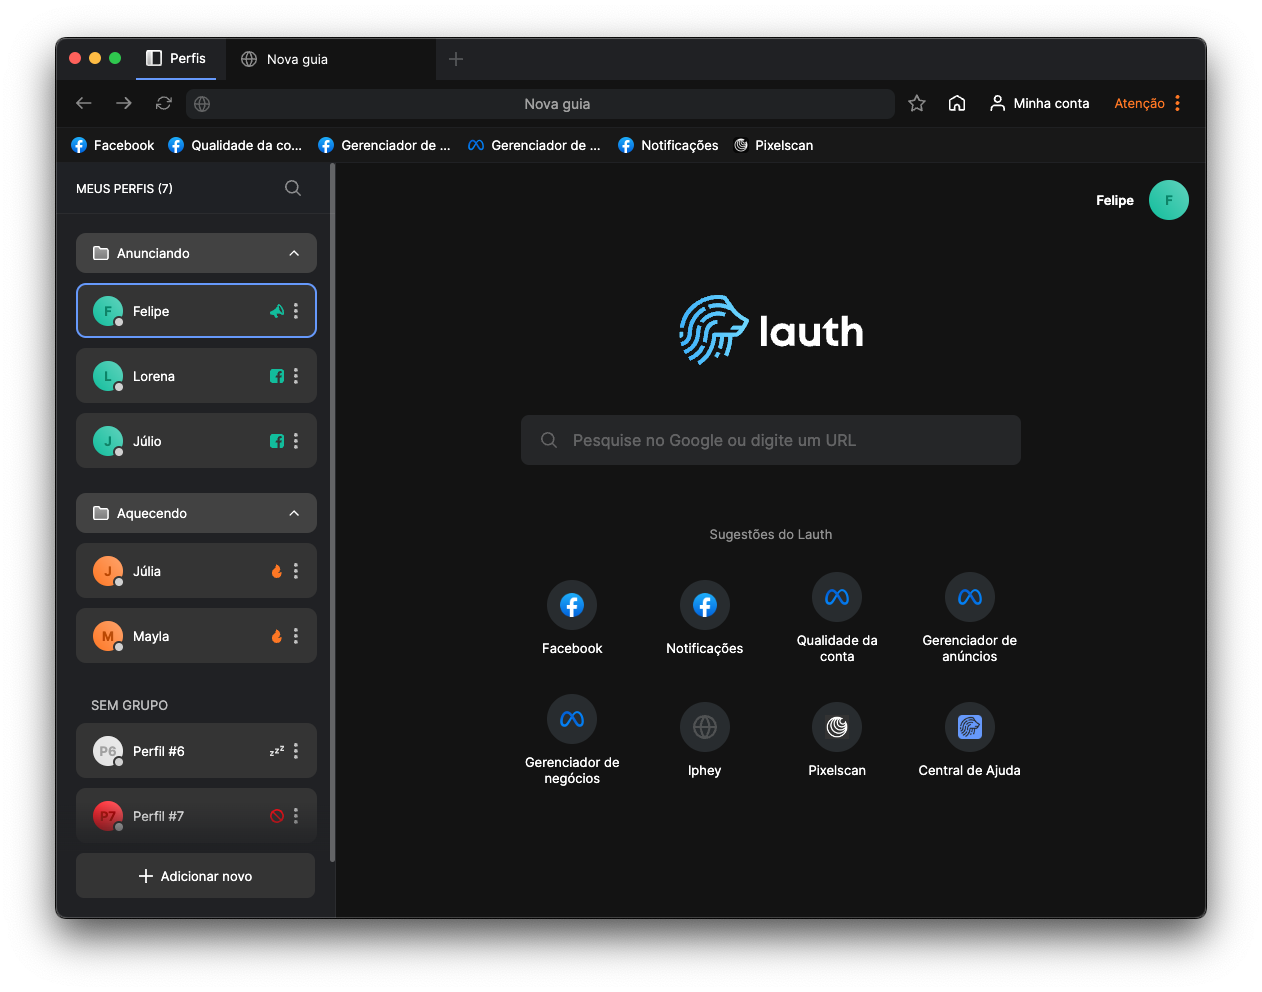 Perfis
Nova guia
Nova guia
Minha conta
Atenção
Facebook
Qualidade da co...
Gerenciador de ...
Gerenciador de ...
Notificações
Pixelscan
MEUS PERFIS (7)
Felipe
F
Anunciando
F
Felipe
L
Lorena
J
Júlio
Aquecendo
J
Júlia
M
Mayla
SEM GRUPO
P6
Perfil #6
zzz
P7
Perfil #7
Adicionar novo
lauth
Pesquise no Google ou digite um URL
Sugestões do Lauth
Facebook
Notificações
Qualidade da
conta
Gerenciador de
anúncios
Gerenciador de
negócios
Iphey
Pixelscan
Central de Ajuda